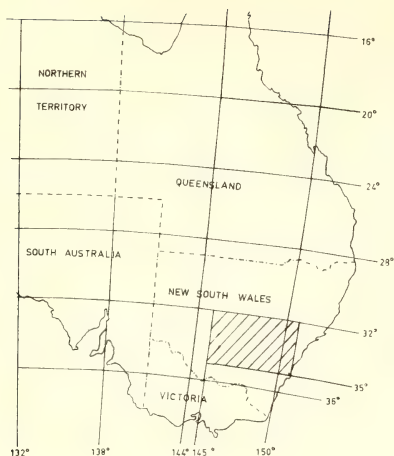 16°
NORTHERN
TERRITORY
20°
QUEENSLAND
24°
SOUTH AUSTRALIA
28°
NEW SOUTH WALES
32°
35°
VICTORIA
36°
132°
138°
144°
145°
150°